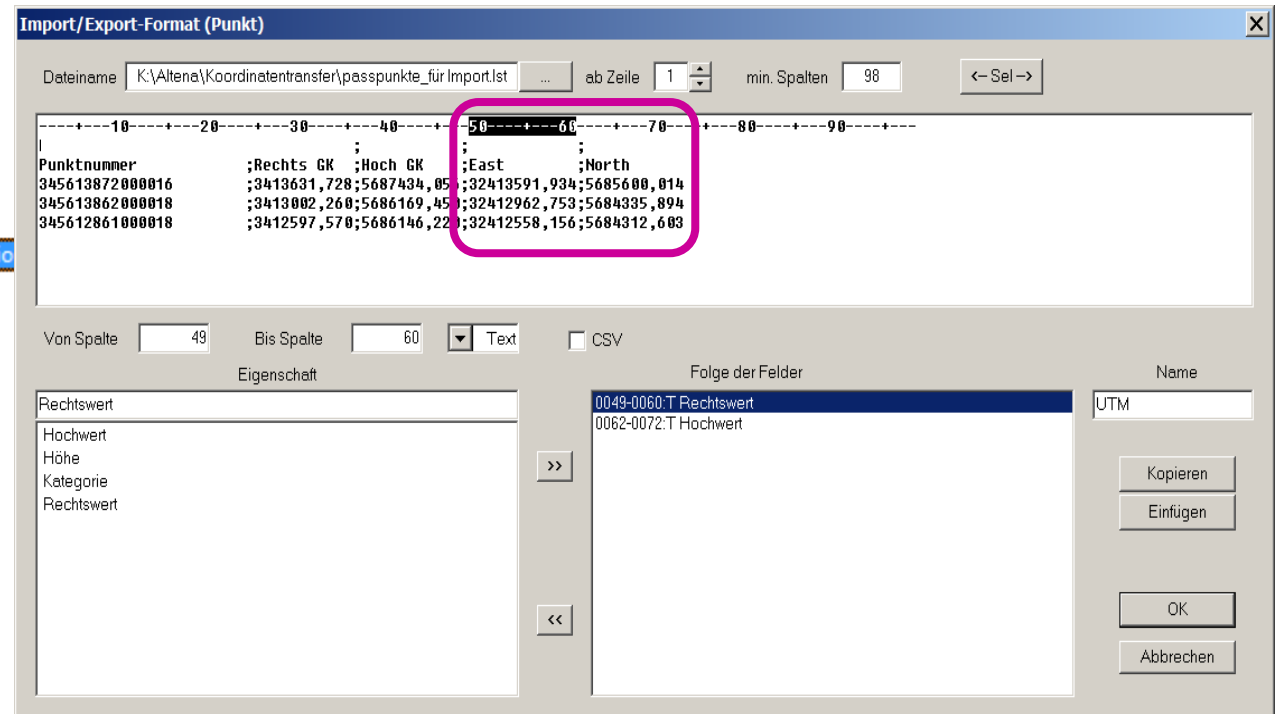 Import/Export-Format (Punkt)
Dateiname K:\Altena\Koordinatentransfer\passpunkte_für Import.lst ... ab Zeile 1 min. Spalten 98 <-- Sel -->
----+---10----+---20----+---30----+---40----+---50----+---60----+---70----+---80----+---90----+---
; ; ;
Punktnummer ;Rechts GK ;Hoch GK ;East ;North
345613872000016 ;3413631,728;5687434,056;32413591,934;5685600,014
345613862000018 ;3413002,260;5686169,450;32412962,753;5684335,894
345612861000018 ;3412597,570;5686146,220;32412558,156;5684312,603
Von Spalte 49 Bis Spalte 60 Text CSV
Eigenschaft Folge der Felder Name
Rechtswert 0049-0060:T Rechtswert UTM
Hochwert 0062-0072:T Hochwert
Höhe
Kategorie
Rechtswert
>>
Kopieren
Einfügen
<<
OK
Abbrechen